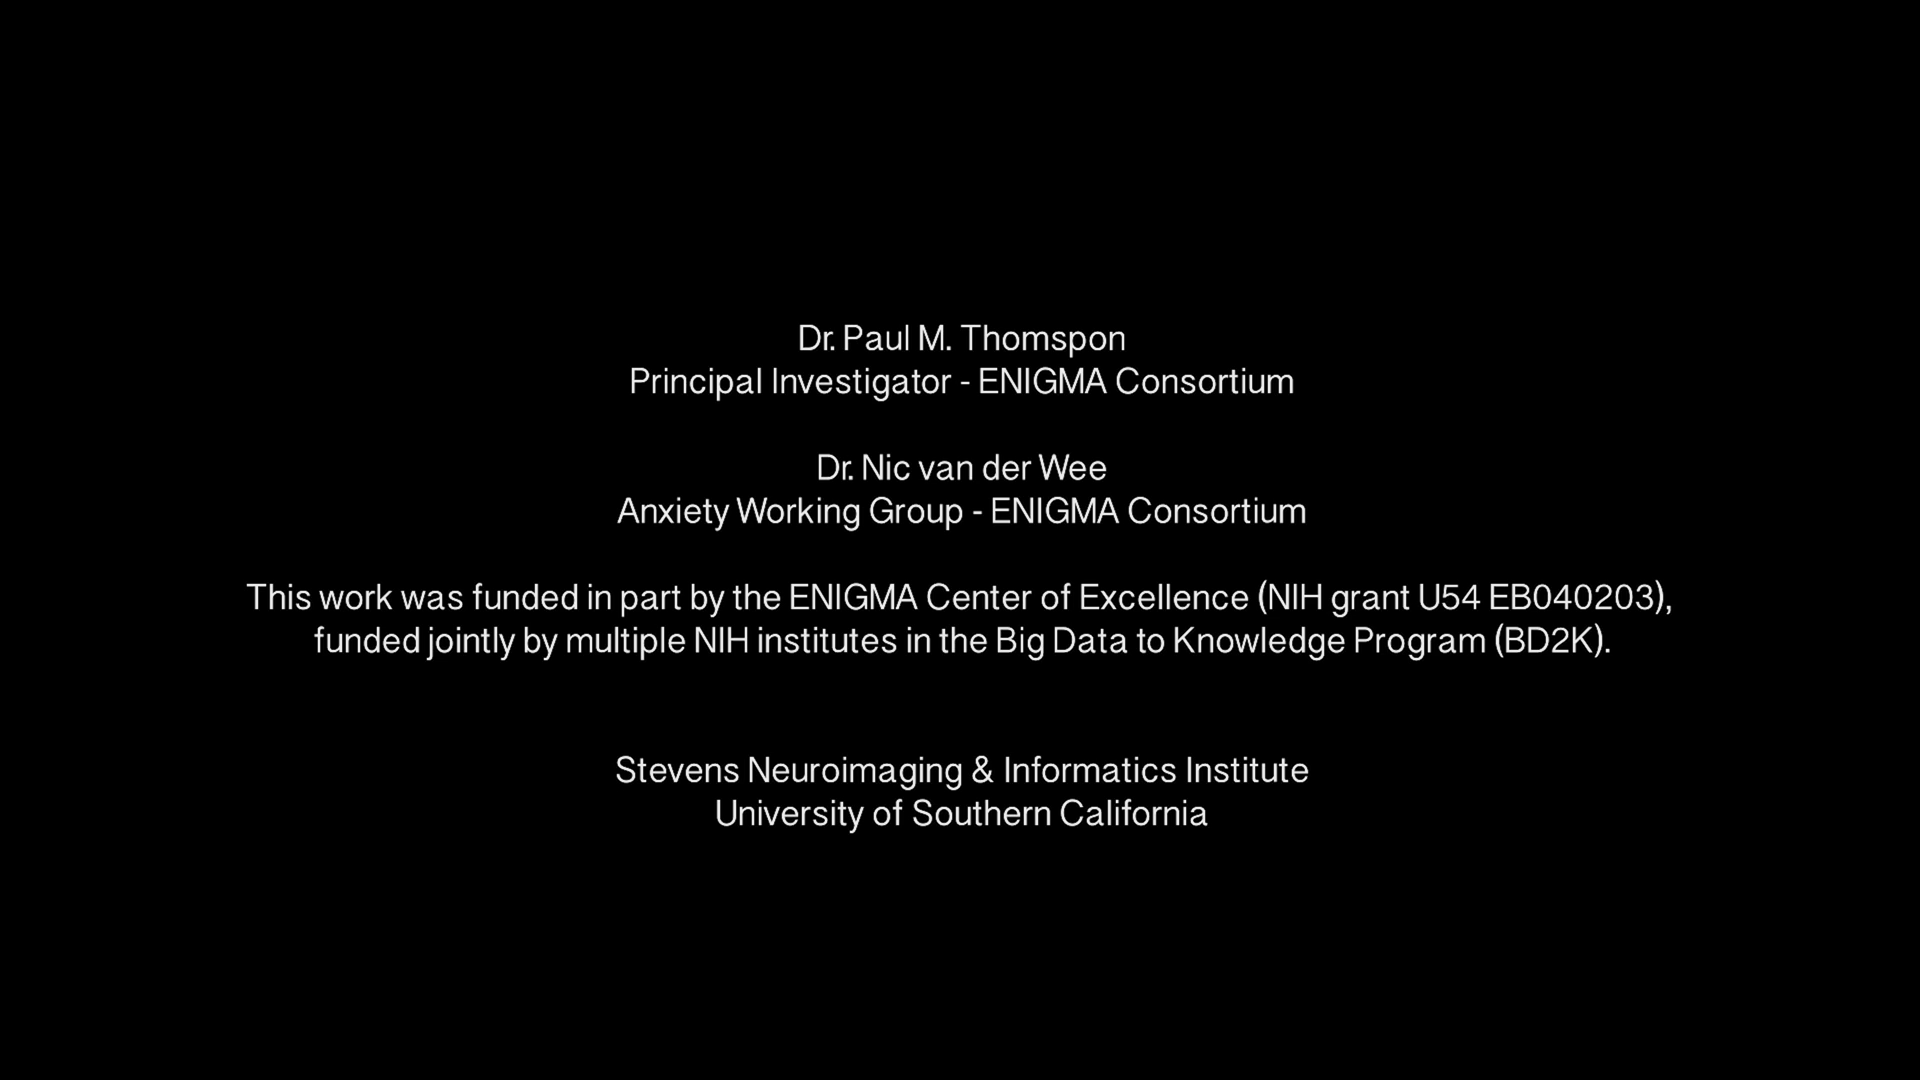 Dr. Paul M. Thomspon
Principal Investigator - ENIGMA Consortium
Dr. Nic van der Wee
Anxiety Working Group - ENIGMA Consortium
This work was funded in part by the ENIGMA Center of Excellence (NIH grant U54 EB040203),
funded jointly by multiple NIH institutes in the Big Data to Knowledge Program (BD2K).
Stevens Neuroimaging & Informatics Institute
University of Southern California